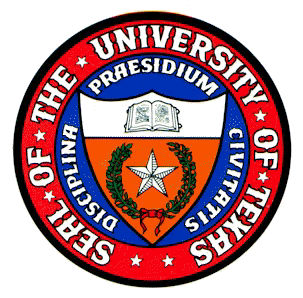 SEAL OF THE UNIVERSITY OF TEXAS
DISCIPLINA PRAESIDIUM CIVITATIS